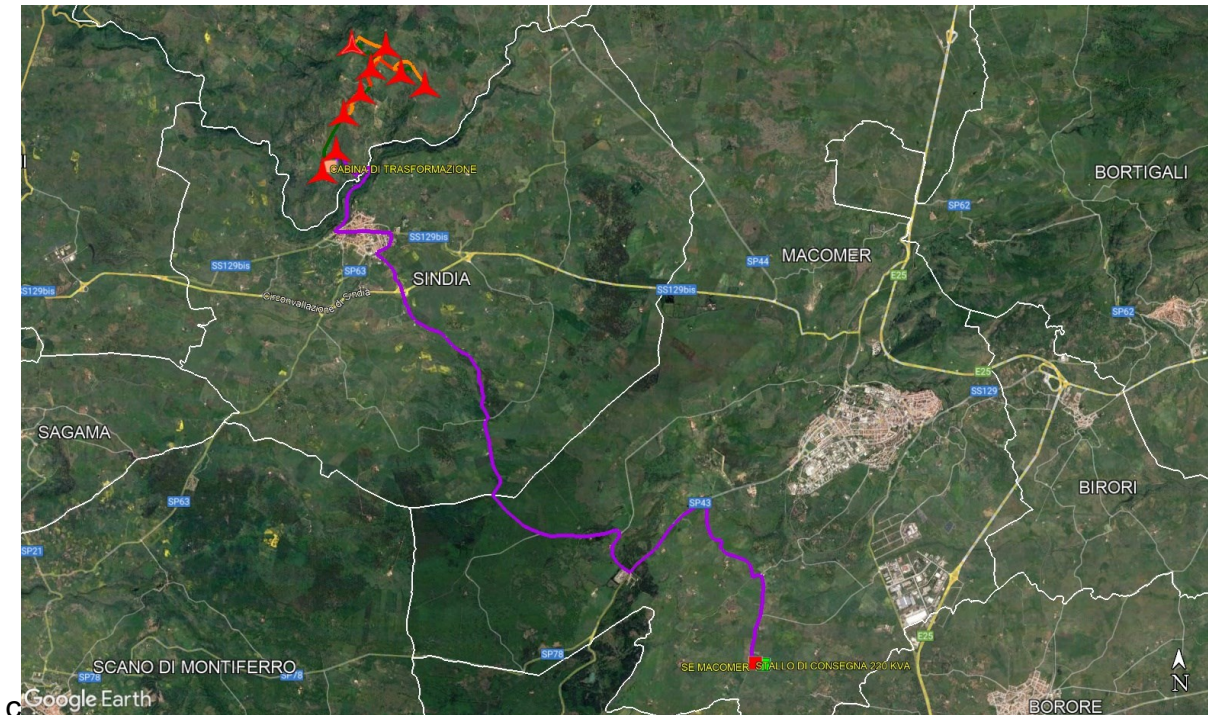 CABINA DI TRASFORMAZIONE
BORTIGALI
SP62
SS129bis
SS129bis
SP44
MACOMER
SP63
SINDIA
E25
SS129bis
SS129bis
Circonvallazione di Sindia
SP62
E25
SS129
SAGAMA
SP63
SP43
BIRORI
SP21
E25
SP78
SCANO DI MONTIFERRO
SP78
SP78
SE MACOMER
STALLO DI CONSEGNA 230 KVA
N
BORORE
C
Google Earth